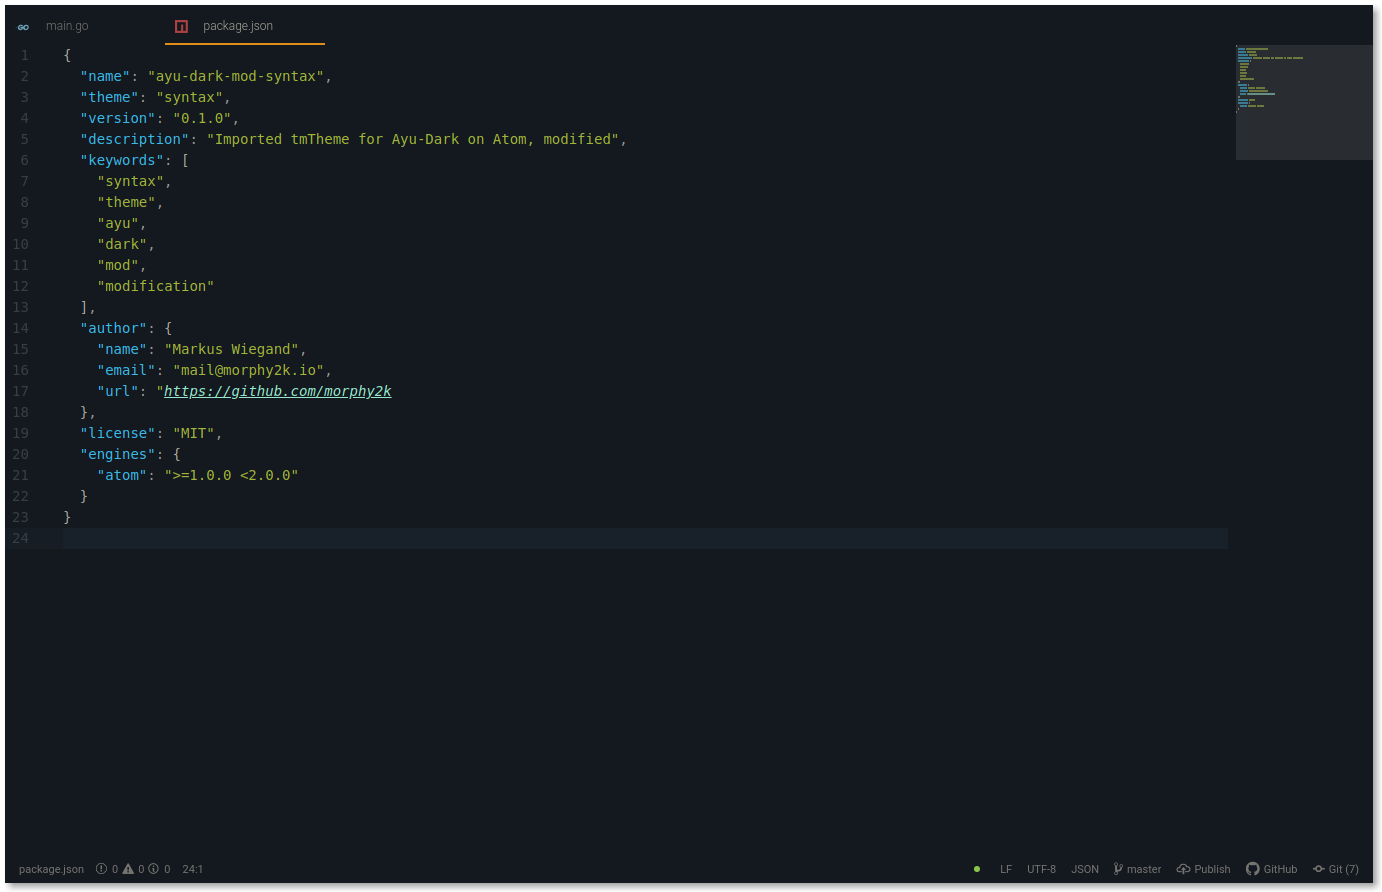 GO main.go package.json
1 {
2 "name": "ayu-dark-mod-syntax",
3 "theme": "syntax",
4 "version": "0.1.0",
5 "description": "Imported tmTheme for Ayu-Dark on Atom, modified",
6 "keywords": [
7 "syntax",
8 "theme",
9 "ayu",
10 "dark",
11 "mod",
12 "modification"
13 ],
14 "author": {
15 "name": "Markus Wiegand",
16 "email": "mail@morphy2k.io",
17 "url": "https://github.com/morphy2k
18 },
19 "license": "MIT",
20 "engines": {
21 "atom": ">=1.0.0 <2.0.0"
22 }
23 }
24
package.json 0 0 0 24:1 LF UTF-8 JSON master Publish GitHub Git (7)